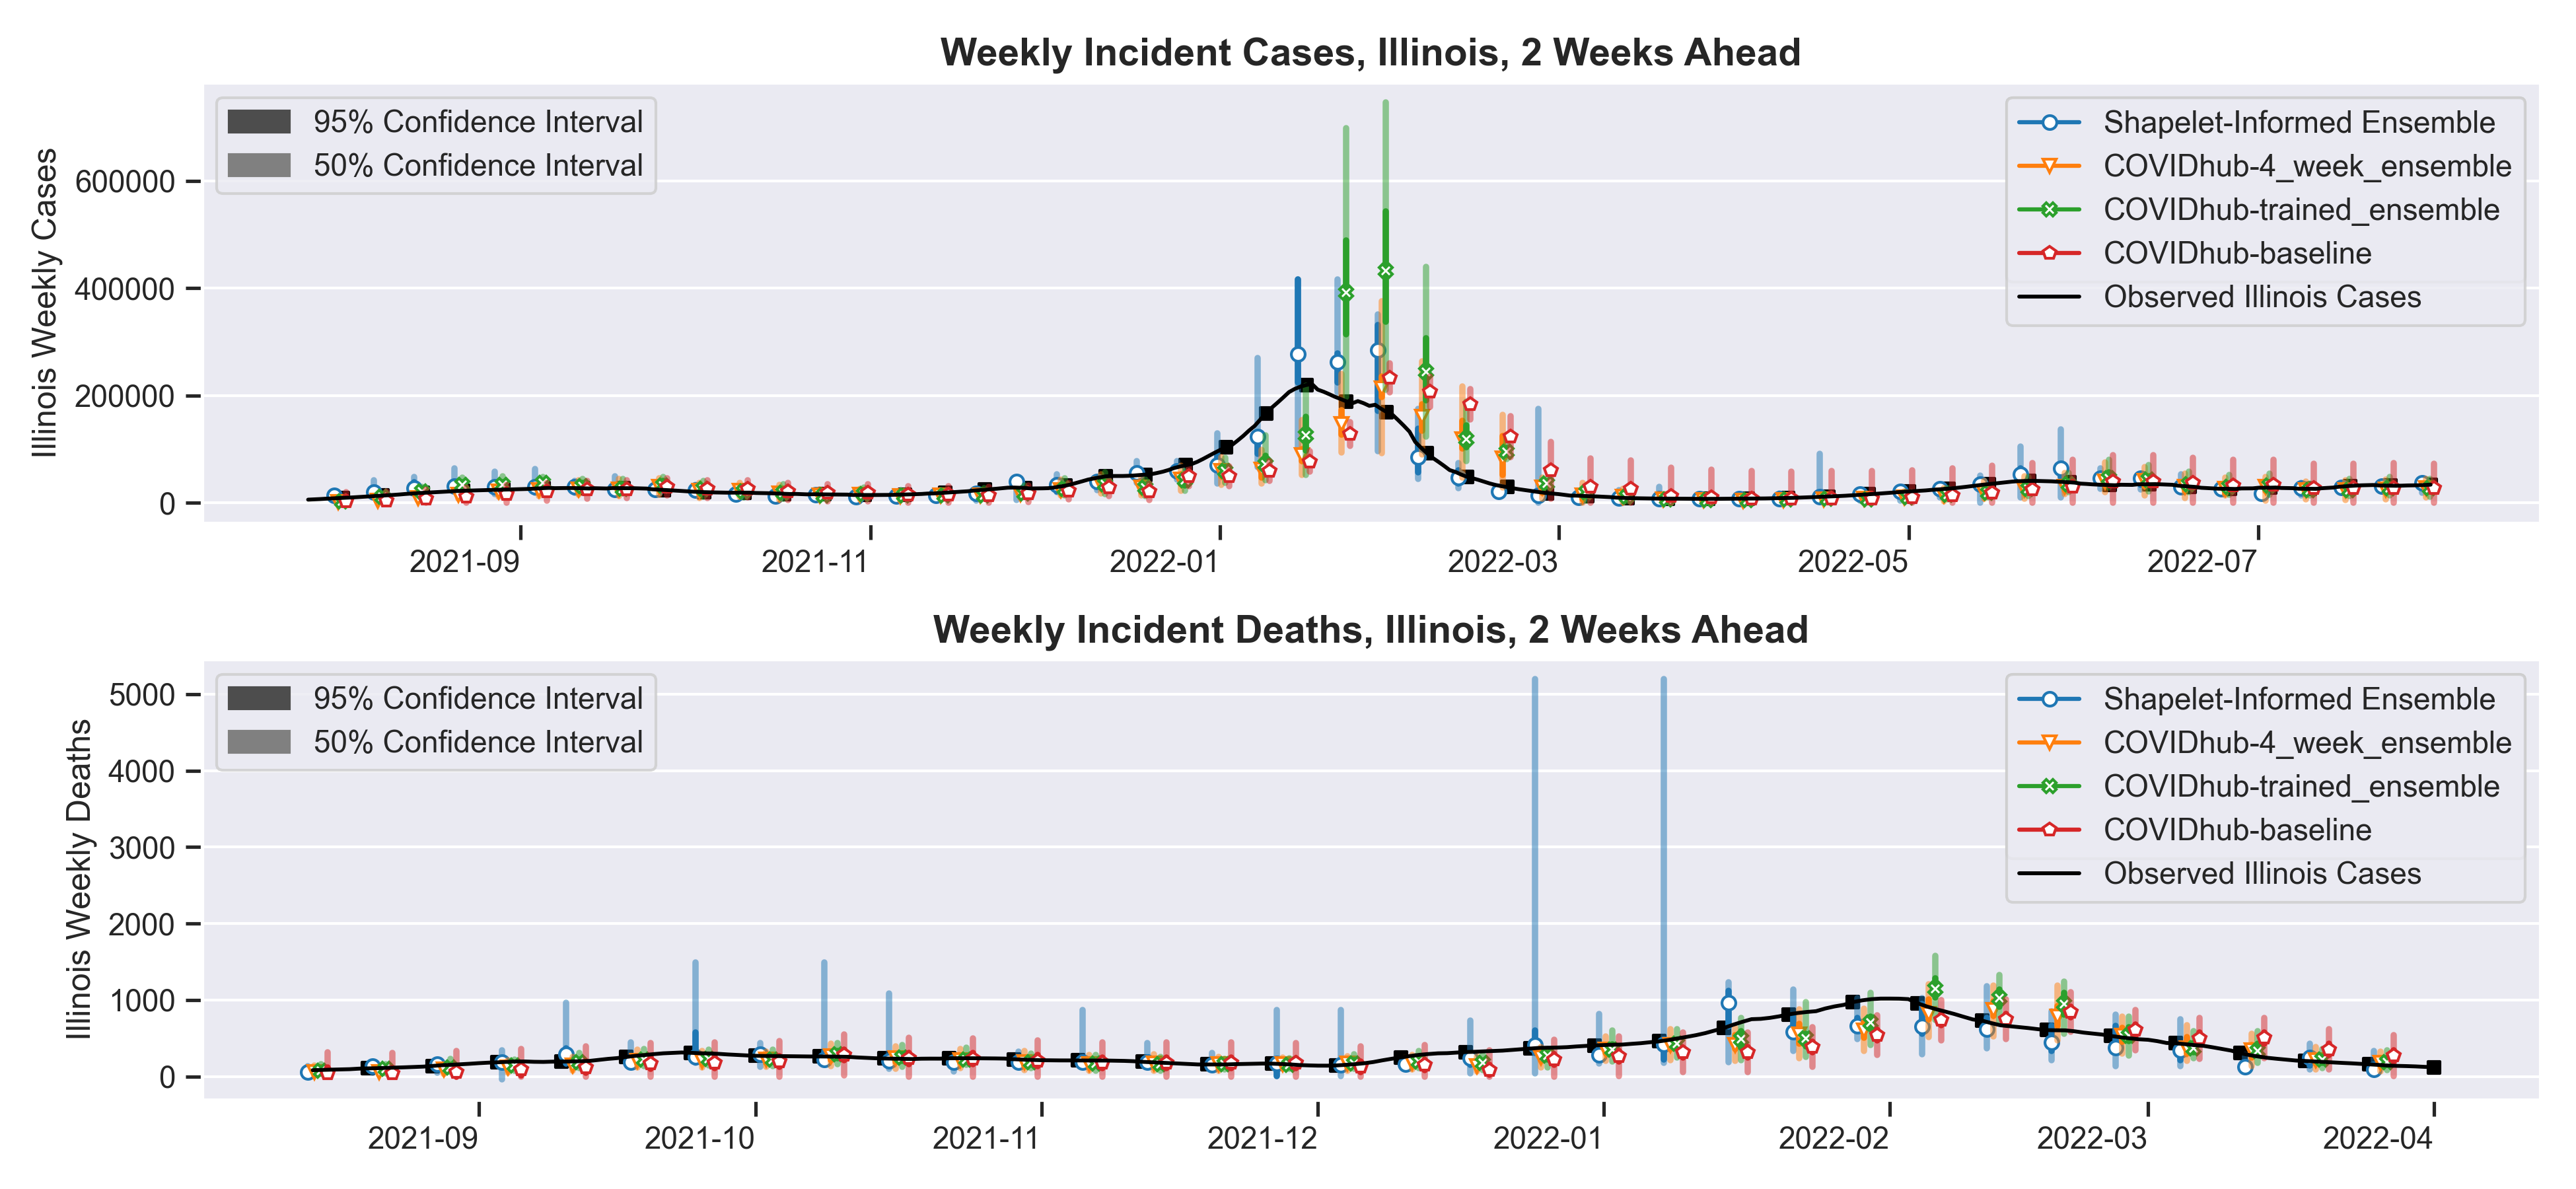 Weekly Incident Cases, Illinois, 2 Weeks Ahead
95% Confidence Interval
50% Confidence Interval
Shapelet-Informed Ensemble
COVIDhub-4_week_ensemble
COVIDhub-trained_ensemble
COVIDhub-baseline
Observed Illinois Cases
Illinois Weekly Cases
600000
400000
200000
0
2021-09
2021-11
2022-01
2022-03
2022-05
2022-07
Weekly Incident Deaths, Illinois, 2 Weeks Ahead
95% Confidence Interval
50% Confidence Interval
Shapelet-Informed Ensemble
COVIDhub-4_week_ensemble
COVIDhub-trained_ensemble
COVIDhub-baseline
Observed Illinois Cases
Illinois Weekly Deaths
5000
4000
3000
2000
1000
0
2021-09
2021-10
2021-11
2021-12
2022-01
2022-02
2022-03
2022-04